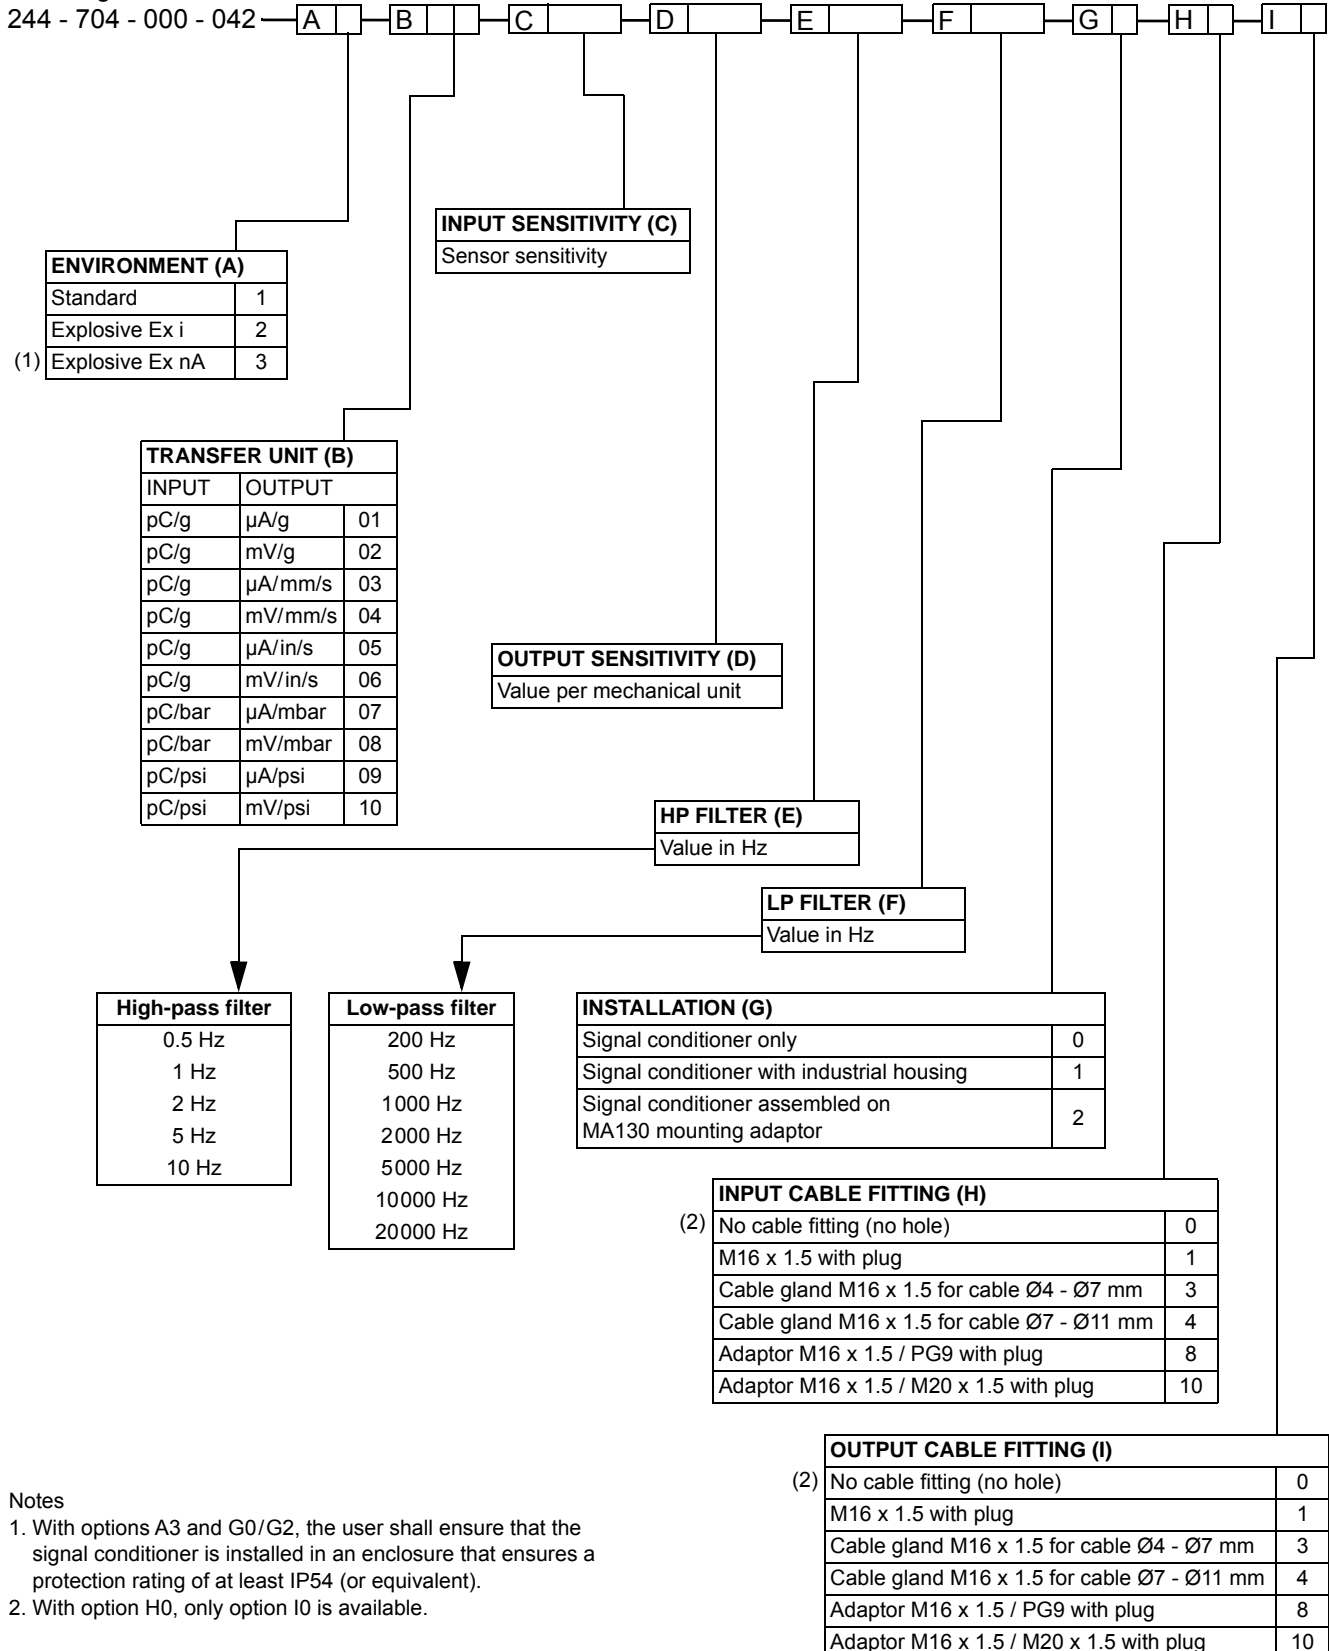 244 - 704 - 000 - 042 A B C D E F G H I
INPUT SENSITIVITY (C)
Sensor sensitivity
ENVIRONMENT (A)
Standard 1
Explosive Ex i 2
(1) Explosive Ex nA 3
TRANSFER UNIT (B)
INPUT OUTPUT
pC/g µA/g 01
pC/g mV/g 02
pC/g µA/mm/s 03
pC/g mV/mm/s 04
pC/g µA/in/s 05
pC/g mV/in/s 06
pC/bar µA/mbar 07
pC/bar mV/mbar 08
pC/psi µA/psi 09
pC/psi mV/psi 10
OUTPUT SENSITIVITY (D)
Value per mechanical unit
HP FILTER (E)
Value in Hz
LP FILTER (F)
Value in Hz
High-pass filter
0.5 Hz
1 Hz
2 Hz
5 Hz
10 Hz
Low-pass filter
200 Hz
500 Hz
1000 Hz
2000 Hz
5000 Hz
10000 Hz
20000 Hz
INSTALLATION (G)
Signal conditioner only 0
Signal conditioner with industrial housing 1
Signal conditioner assembled on
MA130 mounting adaptor 2
INPUT CABLE FITTING (H)
(2) No cable fitting (no hole) 0
M16 x 1.5 with plug 1
Cable gland M16 x 1.5 for cable Ø4 - Ø7 mm 3
Cable gland M16 x 1.5 for cable Ø7 - Ø11 mm 4
Adaptor M16 x 1.5 / PG9 with plug 8
Adaptor M16 x 1.5 / M20 x 1.5 with plug 10
OUTPUT CABLE FITTING (I)
(2) No cable fitting (no hole) 0
M16 x 1.5 with plug 1
Cable gland M16 x 1.5 for cable Ø4 - Ø7 mm 3
Cable gland M16 x 1.5 for cable Ø7 - Ø11 mm 4
Adaptor M16 x 1.5 / PG9 with plug 8
Adaptor M16 x 1.5 / M20 x 1.5 with plug 10
Notes
1. With options A3 and G0/G2, the user shall ensure that the
signal conditioner is installed in an enclosure that ensures a
protection rating of at least IP54 (or equivalent).
2. With option H0, only option I0 is available.